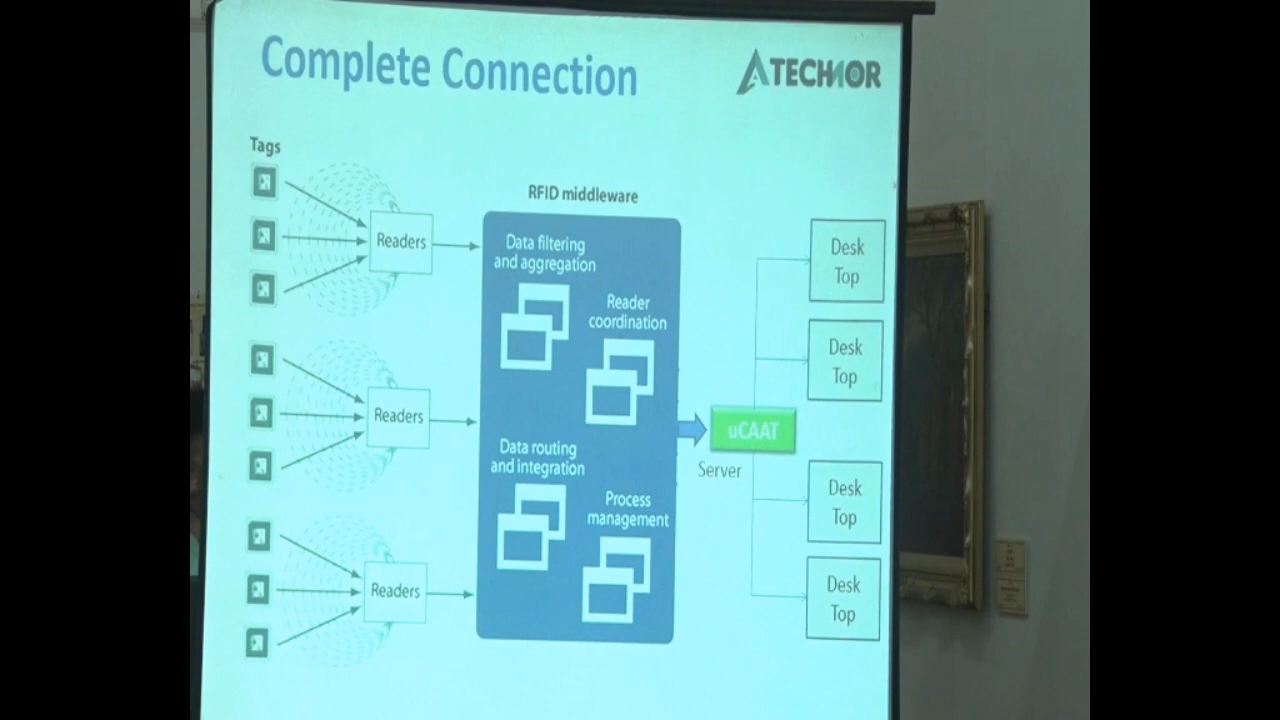 Complete Connection
ATECHNOR
Tags
RFID middleware
Readers
Readers
Readers
Data filtering
and aggregation
Reader
coordination
Data routing
and integration
Process
management
uCAAT
Server
Desk
Top
Desk
Top
Desk
Top
Desk
Top